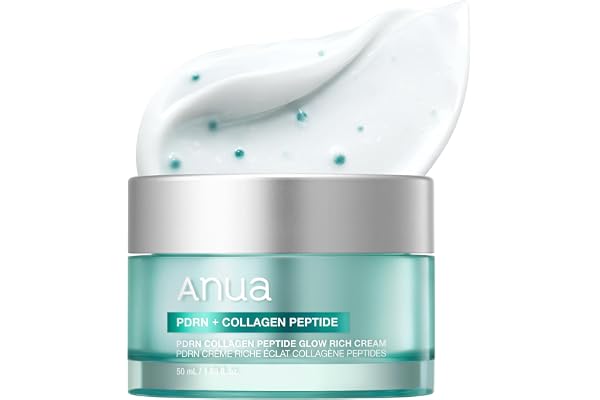 Anua
PDRN + COLLAGEN PEPTIDE
PDRN COLLAGEN PEPTIDE GLOW RICH CREAM
PDRN CRÈME RICHE ÉCLAT COLLAGÈNE PEPTIDES
50 mL /